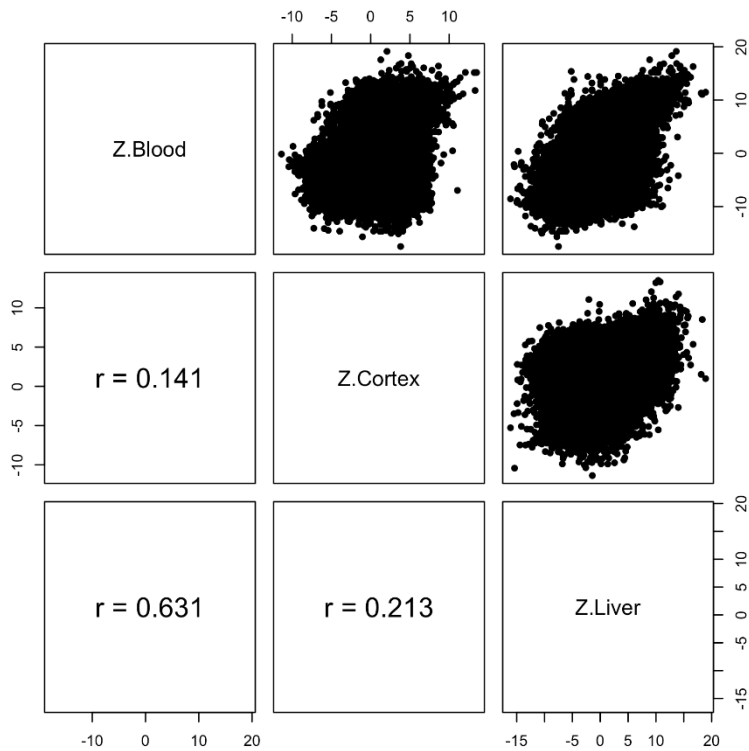 -10 -5 0 5 10
Z.Blood
-10 0 10 20
10 5 0 -5 -10
r = 0.141
Z.Cortex
r = 0.631
r = 0.213
Z.Liver
20 10 5 0 -5 -15
-10 0 10 20
-15 -5 0 5 10 20